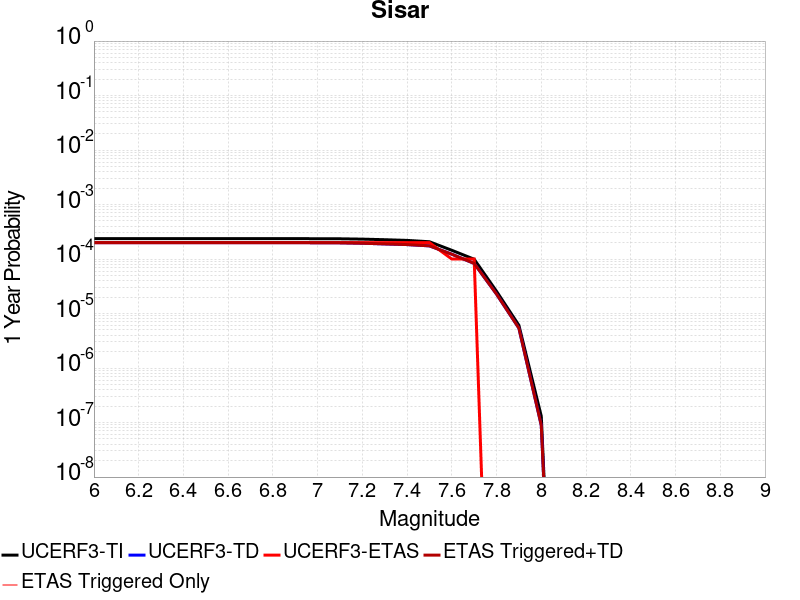 Sisar
10^0
10^-1
10^-2
10^-3
10^-4
10^-5
10^-6
10^-7
10^-8
1 Year Probability
6 6.2 6.4 6.6 6.8 7 7.2 7.4 7.6 7.8 8 8.2 8.4 8.6 8.8 9
Magnitude
UCERF3-TI UCERF3-TD UCERF3-ETAS ETAS Triggered+TD
ETAS Triggered Only